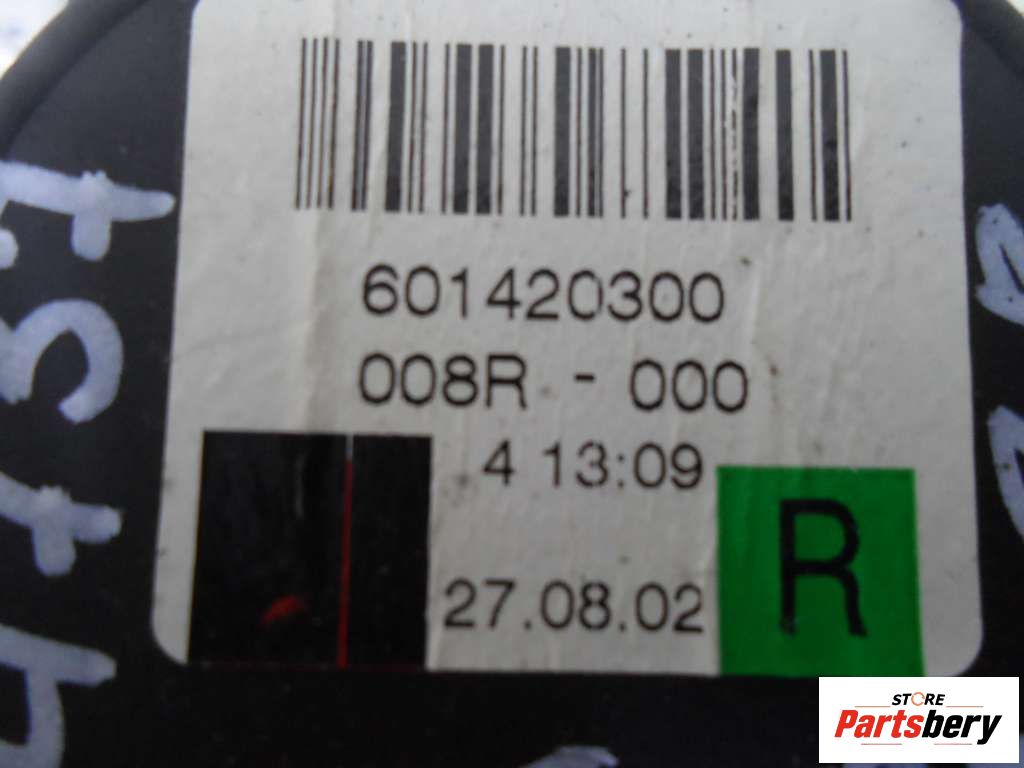 601420300
008R - 000
4 13:09
27.08.02
R
STORE
Partsbery